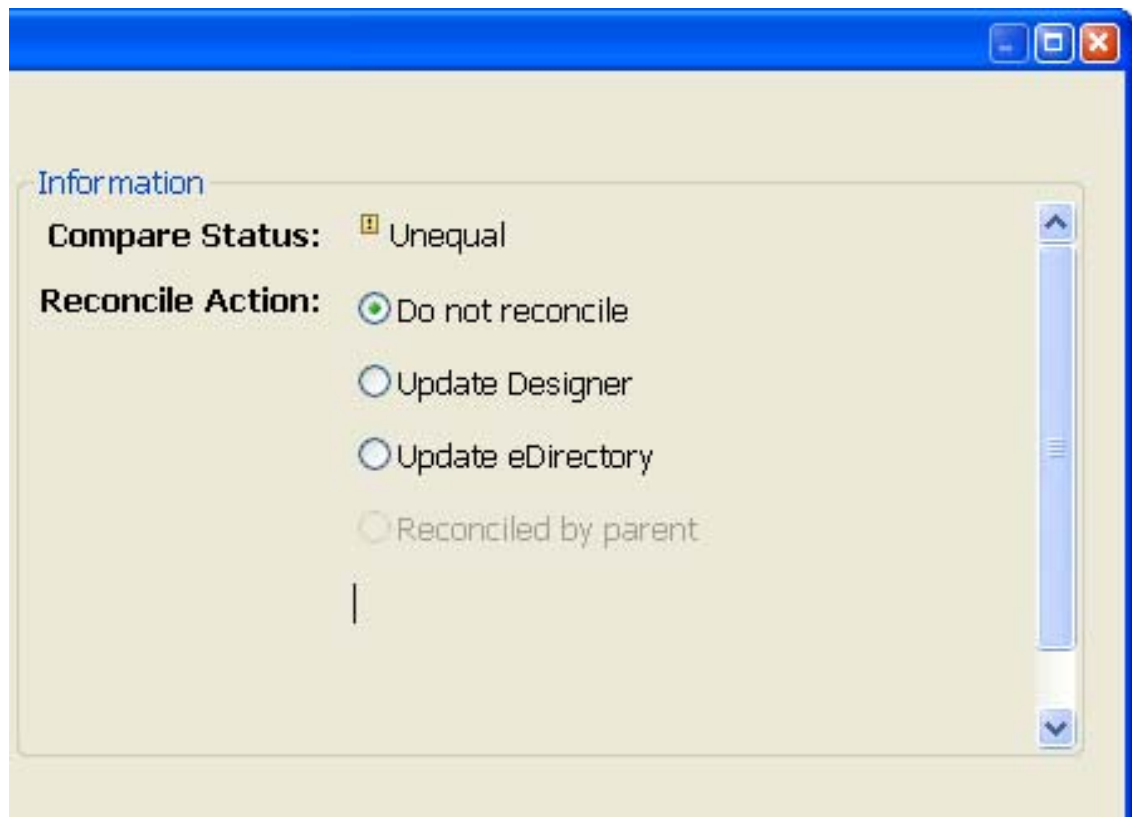 Information
Compare Status: Unequal
Reconcile Action: Do not reconcile
Update Designer
Update eDirectory
Reconciled by parent